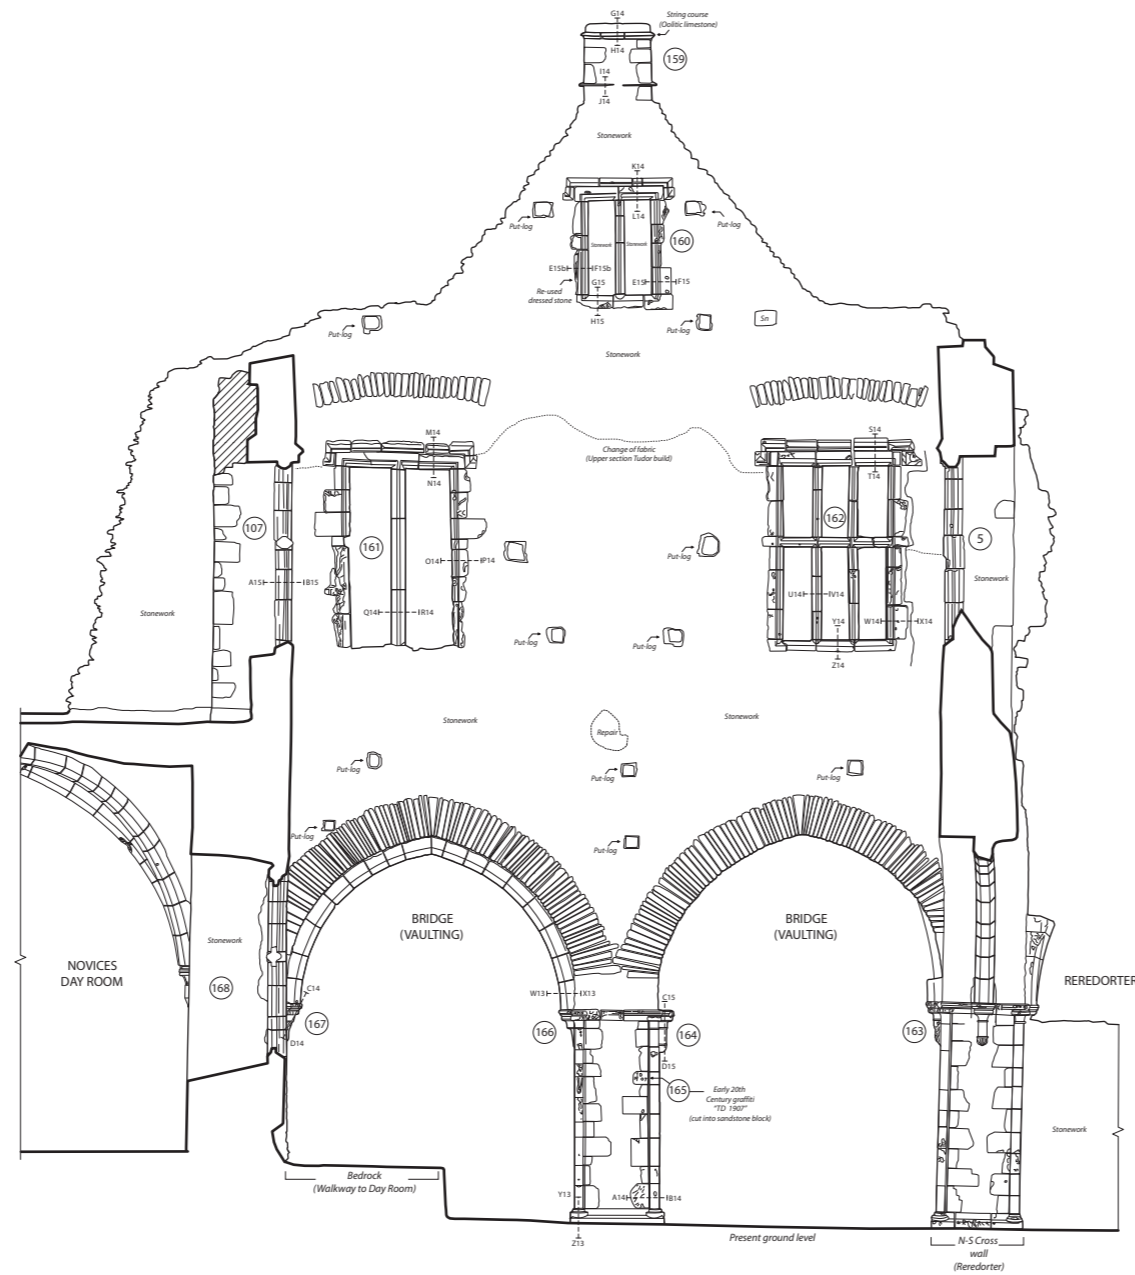 G14
String course
(Oolitic limestone)
H14
159
I14
J14
Stonework
K14
L14
Put-log
Put-log
160
Stonework
Stonework
E15b
F15b
G15
E15
F15
Re-used
dressed stone
H15
Put-log
Put-log
Sn
Stonework
M14
N14
Change of fabric
(Upper section Tudor build)
S14
T14
107
161
162
5
A15
B15
O14
P14
Put-log
Stonework
Stonework
Q14
R14
U14
V14
Y14
W14
X14
Z14
Put-log
Put-log
Stonework
Repair
Stonework
Put-log
Put-log
Put-log
Put-log
Put-log
BRIDGE
(VAULTING)
BRIDGE
(VAULTING)
Stonework
NOVICES
DAY ROOM
168
REREDORTER
C14
W13
X13
C15
167
166
164
163
D14
D15
165
Early 20th
Century graffiti
"TD 1907"
(cut into sandstone block)
Stonework
Bedrock
(Walkway to Day Room)
Y13
A14
B14
Z13
Present ground level
N-S Cross
wall
(Reredorter)